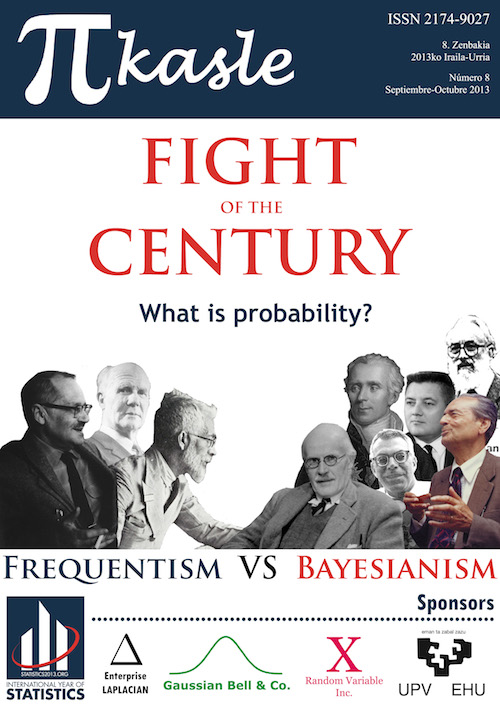 πkasle
ISSN 2174-9027
8. Zenbakia
2013ko Iraila-Urria
Número 8
Septiembre-Octubre 2013
FIGHT
OF THE
CENTURY
What is probability?
an
FREQUENTISM VS BAYESIANISM
Sponsors
STATISTICS2013.ORG
INTERNATIONAL YEAR OF
STATISTICS
Δ
Enterprise
LAPLACIAN
Gaussian Bell & Co.
X
Random Variable
Inc.
eman ta zabal zazu
UPV EHU